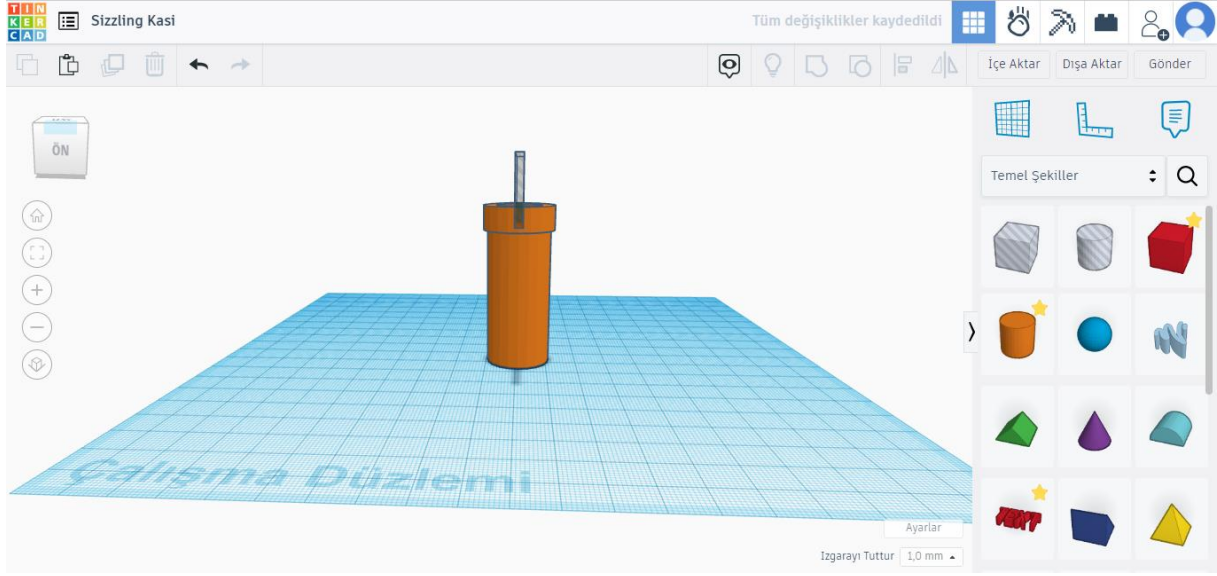 TIN
KER
CAD
Sizzling Kasi
Tüm değişiklikler kaydedildi
İçe Aktar
Dışa Aktar
Gönder
ÖN
Temel Şekiller
TEXT
Çalışma Düzlemi
Ayarlar
Izgarayı Tuttur 1,0 mm